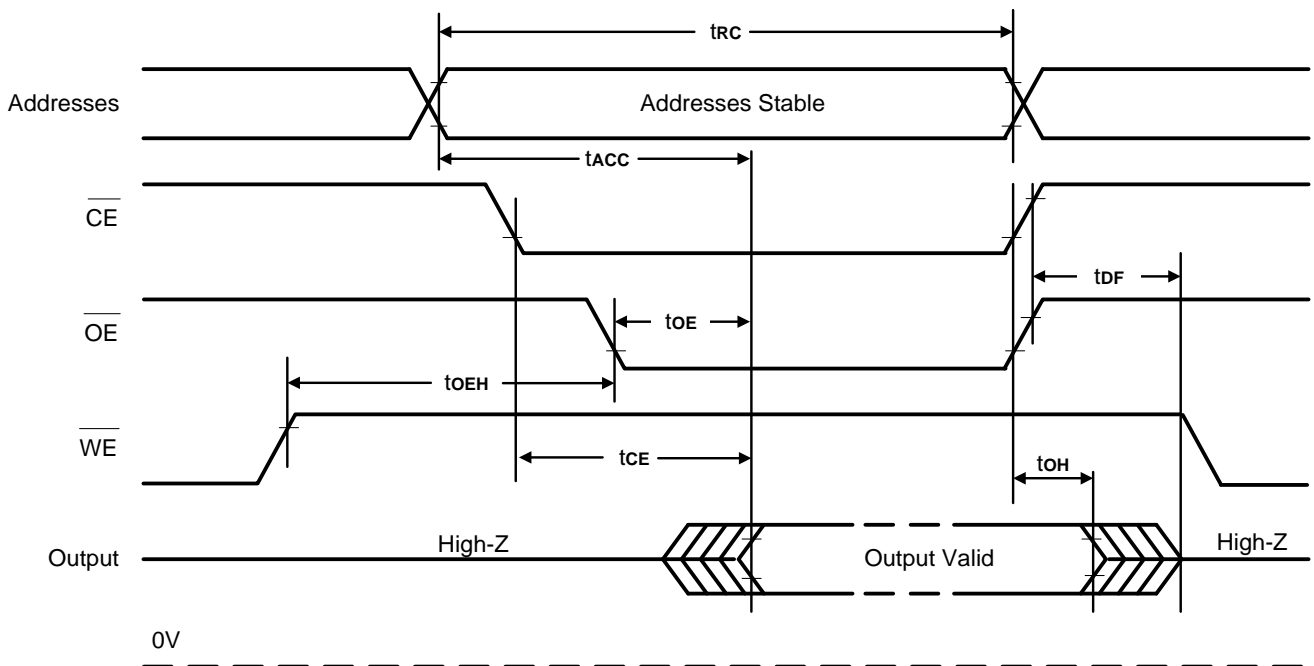 tRC
Addresses
Addresses Stable
tACC
CE
tDF
OE
tOE
tOEH
WE
tCE
tOH
Output
High-Z
Output Valid
High-Z
0V